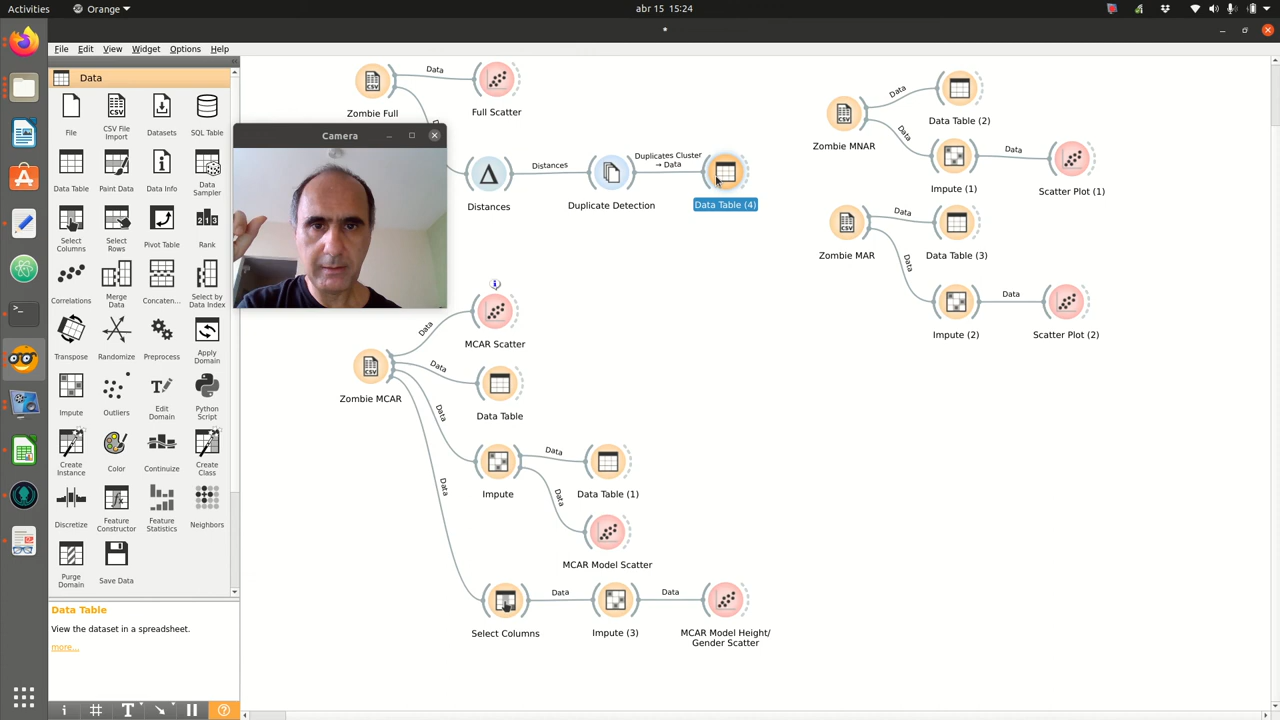 Activities
Orange
abr 15 15:24
*
File Edit View Widget Options Help
Data
File
CSV File
Import
Datasets
SQL Table
Data Table
Paint Data
Data Info
Data
Sampler
Select
Columns
Select
Rows
Pivot Table
Rank
Correlations
Merge
Data
Concaten...
Select by
Data Index
Transpose
Randomize
Preprocess
Apply
Domain
Impute
Outliers
Edit
Domain
Python
Script
Create
Instance
Color
Continuize
Create
Class
Discretize
Feature
Constructor
Feature
Statistics
Neighbors
Purge
Domain
Save Data
Data Table
View the dataset in a spreadsheet.
more...
Camera
Zombie Full
Data
Full Scatter
Distances
Distances
Duplicate Detection
Duplicates Cluster
→ Data
Data Table (4)
Zombie MCAR
Data
MCAR Scatter
Data
Data Table
Data
Impute
Data
Data Table (1)
Data
MCAR Model Scatter
Data
Select Columns
Data
Impute (3)
Data
MCAR Model Height/
Gender Scatter
Zombie MNAR
Data
Data Table (2)
Data
Impute (1)
Data
Scatter Plot (1)
Zombie MAR
Data
Data Table (3)
Data
Impute (2)
Data
Scatter Plot (2)